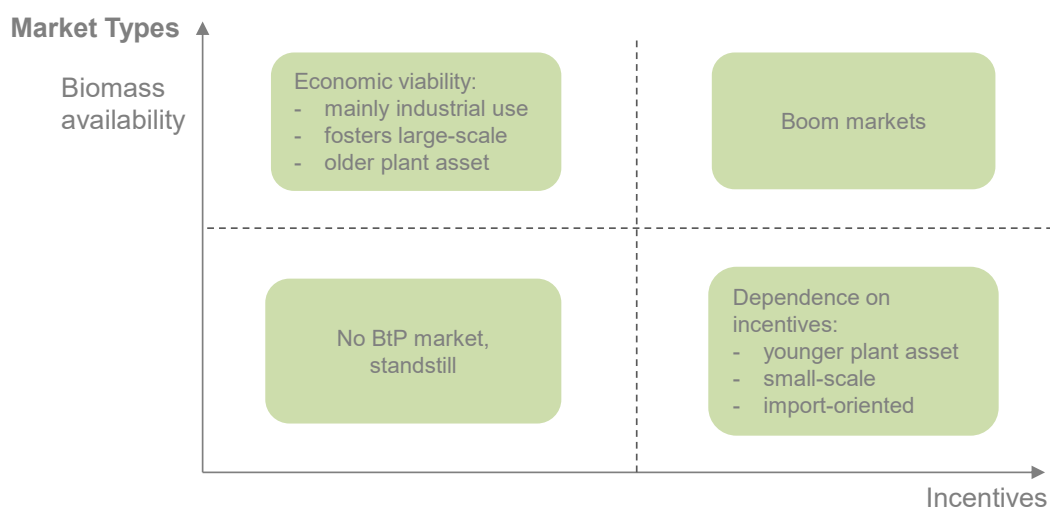 Market Types
Biomass
availability
Economic viability:
- mainly industrial use
- fosters large-scale
- older plant asset
Boom markets
No BtP market,
standstill
Dependence on
incentives:
- younger plant asset
- small-scale
- import-oriented
Incentives